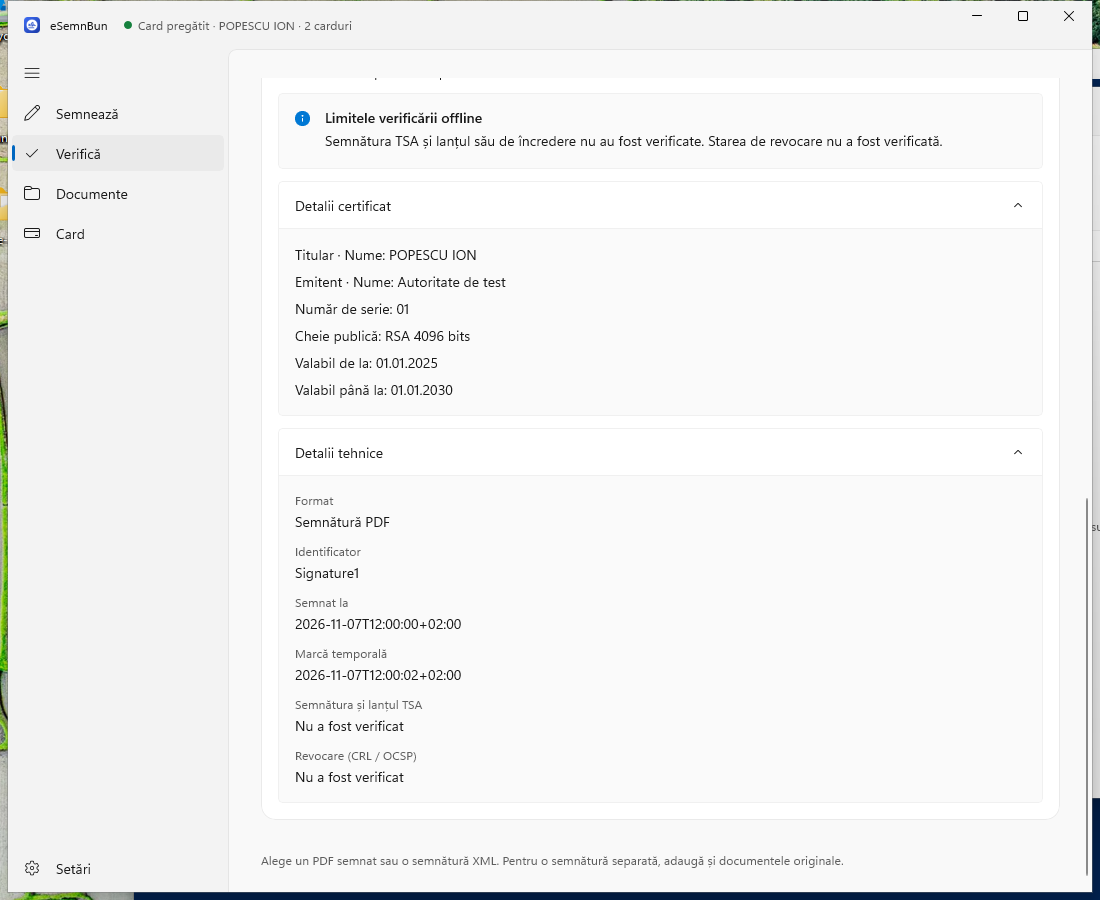 eSemnBun
Card pregătit · POPESCU ION · 2 carduri
Semnează
Verifică
Documente
Card
Setări
Limitele verificării offline
Semnătura TSA și lanțul său de încredere nu au fost verificate. Starea de revocare nu a fost verificată.
Detalii certificat
Titular · Nume: POPESCU ION
Emitent · Nume: Autoritate de test
Număr de serie: 01
Cheie publică: RSA 4096 bits
Valabil de la: 01.01.2025
Valabil până la: 01.01.2030
Detalii tehnice
Format
Semnătură PDF
Identificator
Signature1
Semnat la
2026-11-07T12:00:00+02:00
Marcă temporală
2026-11-07T12:00:02+02:00
Semnătura și lanțul TSA
Nu a fost verificat
Revocare (CRL / OCSP)
Nu a fost verificat
Alege un PDF semnat sau o semnătură XML. Pentru o semnătură separată, adaugă și documentele originale.